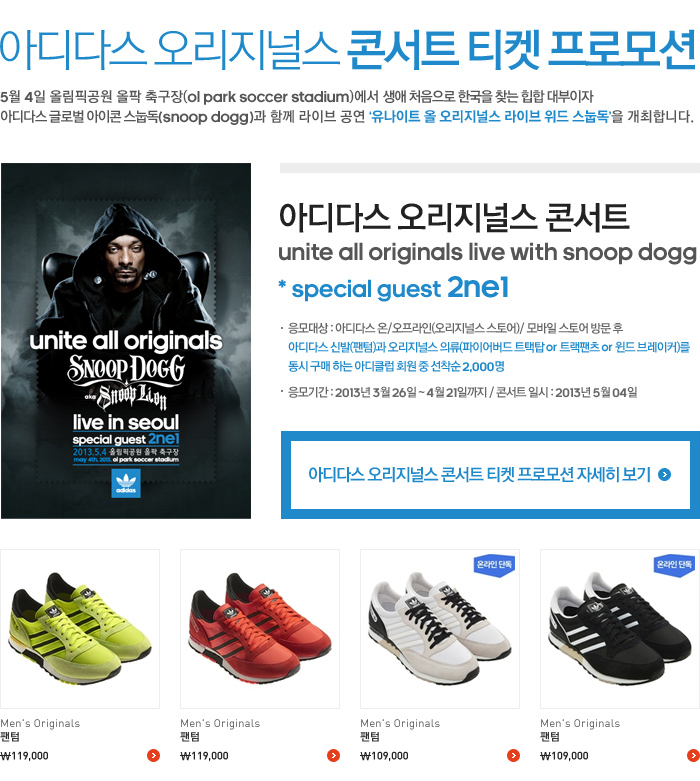 아디다스 오리지널스 콘서트 티켓 프로모션
5월 4일 올림픽공원 올팍 축구장(ol park soccer stadium)에서 생애 처음으로 한국을 찾는 힙합 대부이자
아디다스 글로벌 아이콘 스눕독(snoop dogg)과 함께 라이브 공연 '유나이트 올 오리지널스 라이브 위드 스눕독'을 개최합니다.
unite all originals
SNOOP DOGG
aka Snoop Lion
live in seoul
special guest 2ne1
2013.5.4 올림픽공원 올팍 축구장
may 4th. 2013. ol park soccer stadium
adidas
아디다스 오리지널스 콘서트
unite all originals live with snoop dogg
* special guest 2ne1
· 응모대상 : 아디다스 온/오프라인(오리지널스 스토어)/ 모바일 스토어 방문 후
아디다스 신발(팬텀)과 오리지널스 의류(파이어버드 트랙탑 or 트랙팬츠 or 윈드 브레이커)를
동시 구매 하는 아디클럽 회원 중 선착순 2,000명
· 응모기간 : 2013년 3월 26일 ~ 4월 21일까지 / 콘서트 일시 : 2013년 5월 04일
아디다스 오리지널스 콘서트 티켓 프로모션 자세히 보기
온라인 단독
온라인 단독
Men's Originals
팬텀
₩119,000
Men's Originals
팬텀
₩119,000
Men's Originals
팬텀
₩109,000
Men's Originals
팬텀
₩109,000